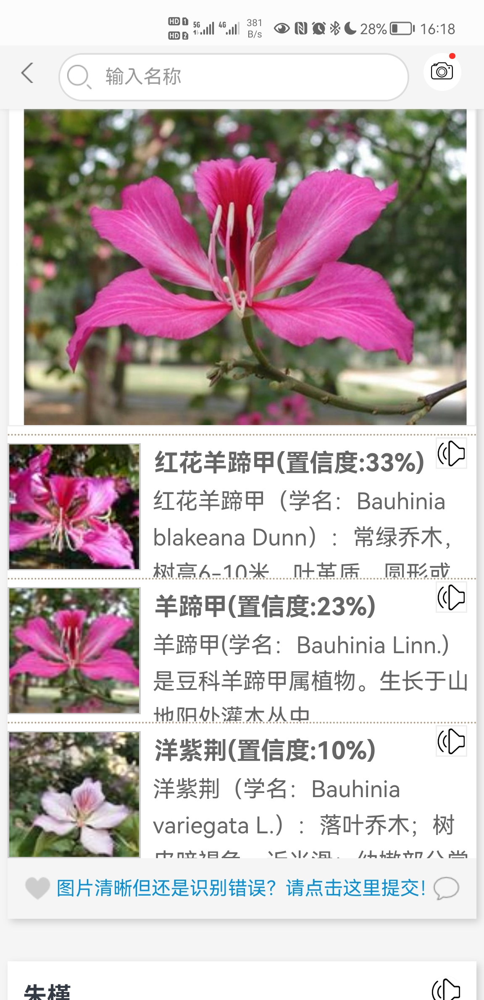 HD 1 5G 4G 381 28% 16:18
HD 2 B/s
输入名称
红花羊蹄甲(置信度:33%)
红花羊蹄甲（学名：Bauhinia
blakeana Dunn）：常绿乔木,
树高6-10米 叶革质 圆形或
羊蹄甲(置信度:23%)
羊蹄甲(学名：Bauhinia Linn.)
是豆科羊蹄甲属植物。生长于山
地阳处灌木丛中
洋紫荆(置信度:10%)
洋紫荆（学名：Bauhinia
variegata L.）：落叶乔木；树
皮暗褐色，近光滑；幼嫩部分常
图片清晰但还是识别错误？请点击这里提交!
朱槿